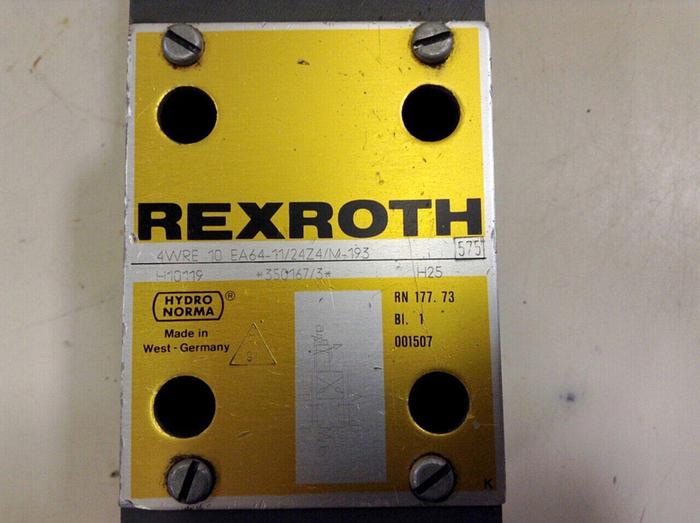 REXROTH
4WRE 10 EA64-11/24Z4/M-193 575
H10119 *350167/3* H25
HYDRO NORMA ®
Made in
West - Germany
9
RN 177. 73
Bl. 1
001507
K